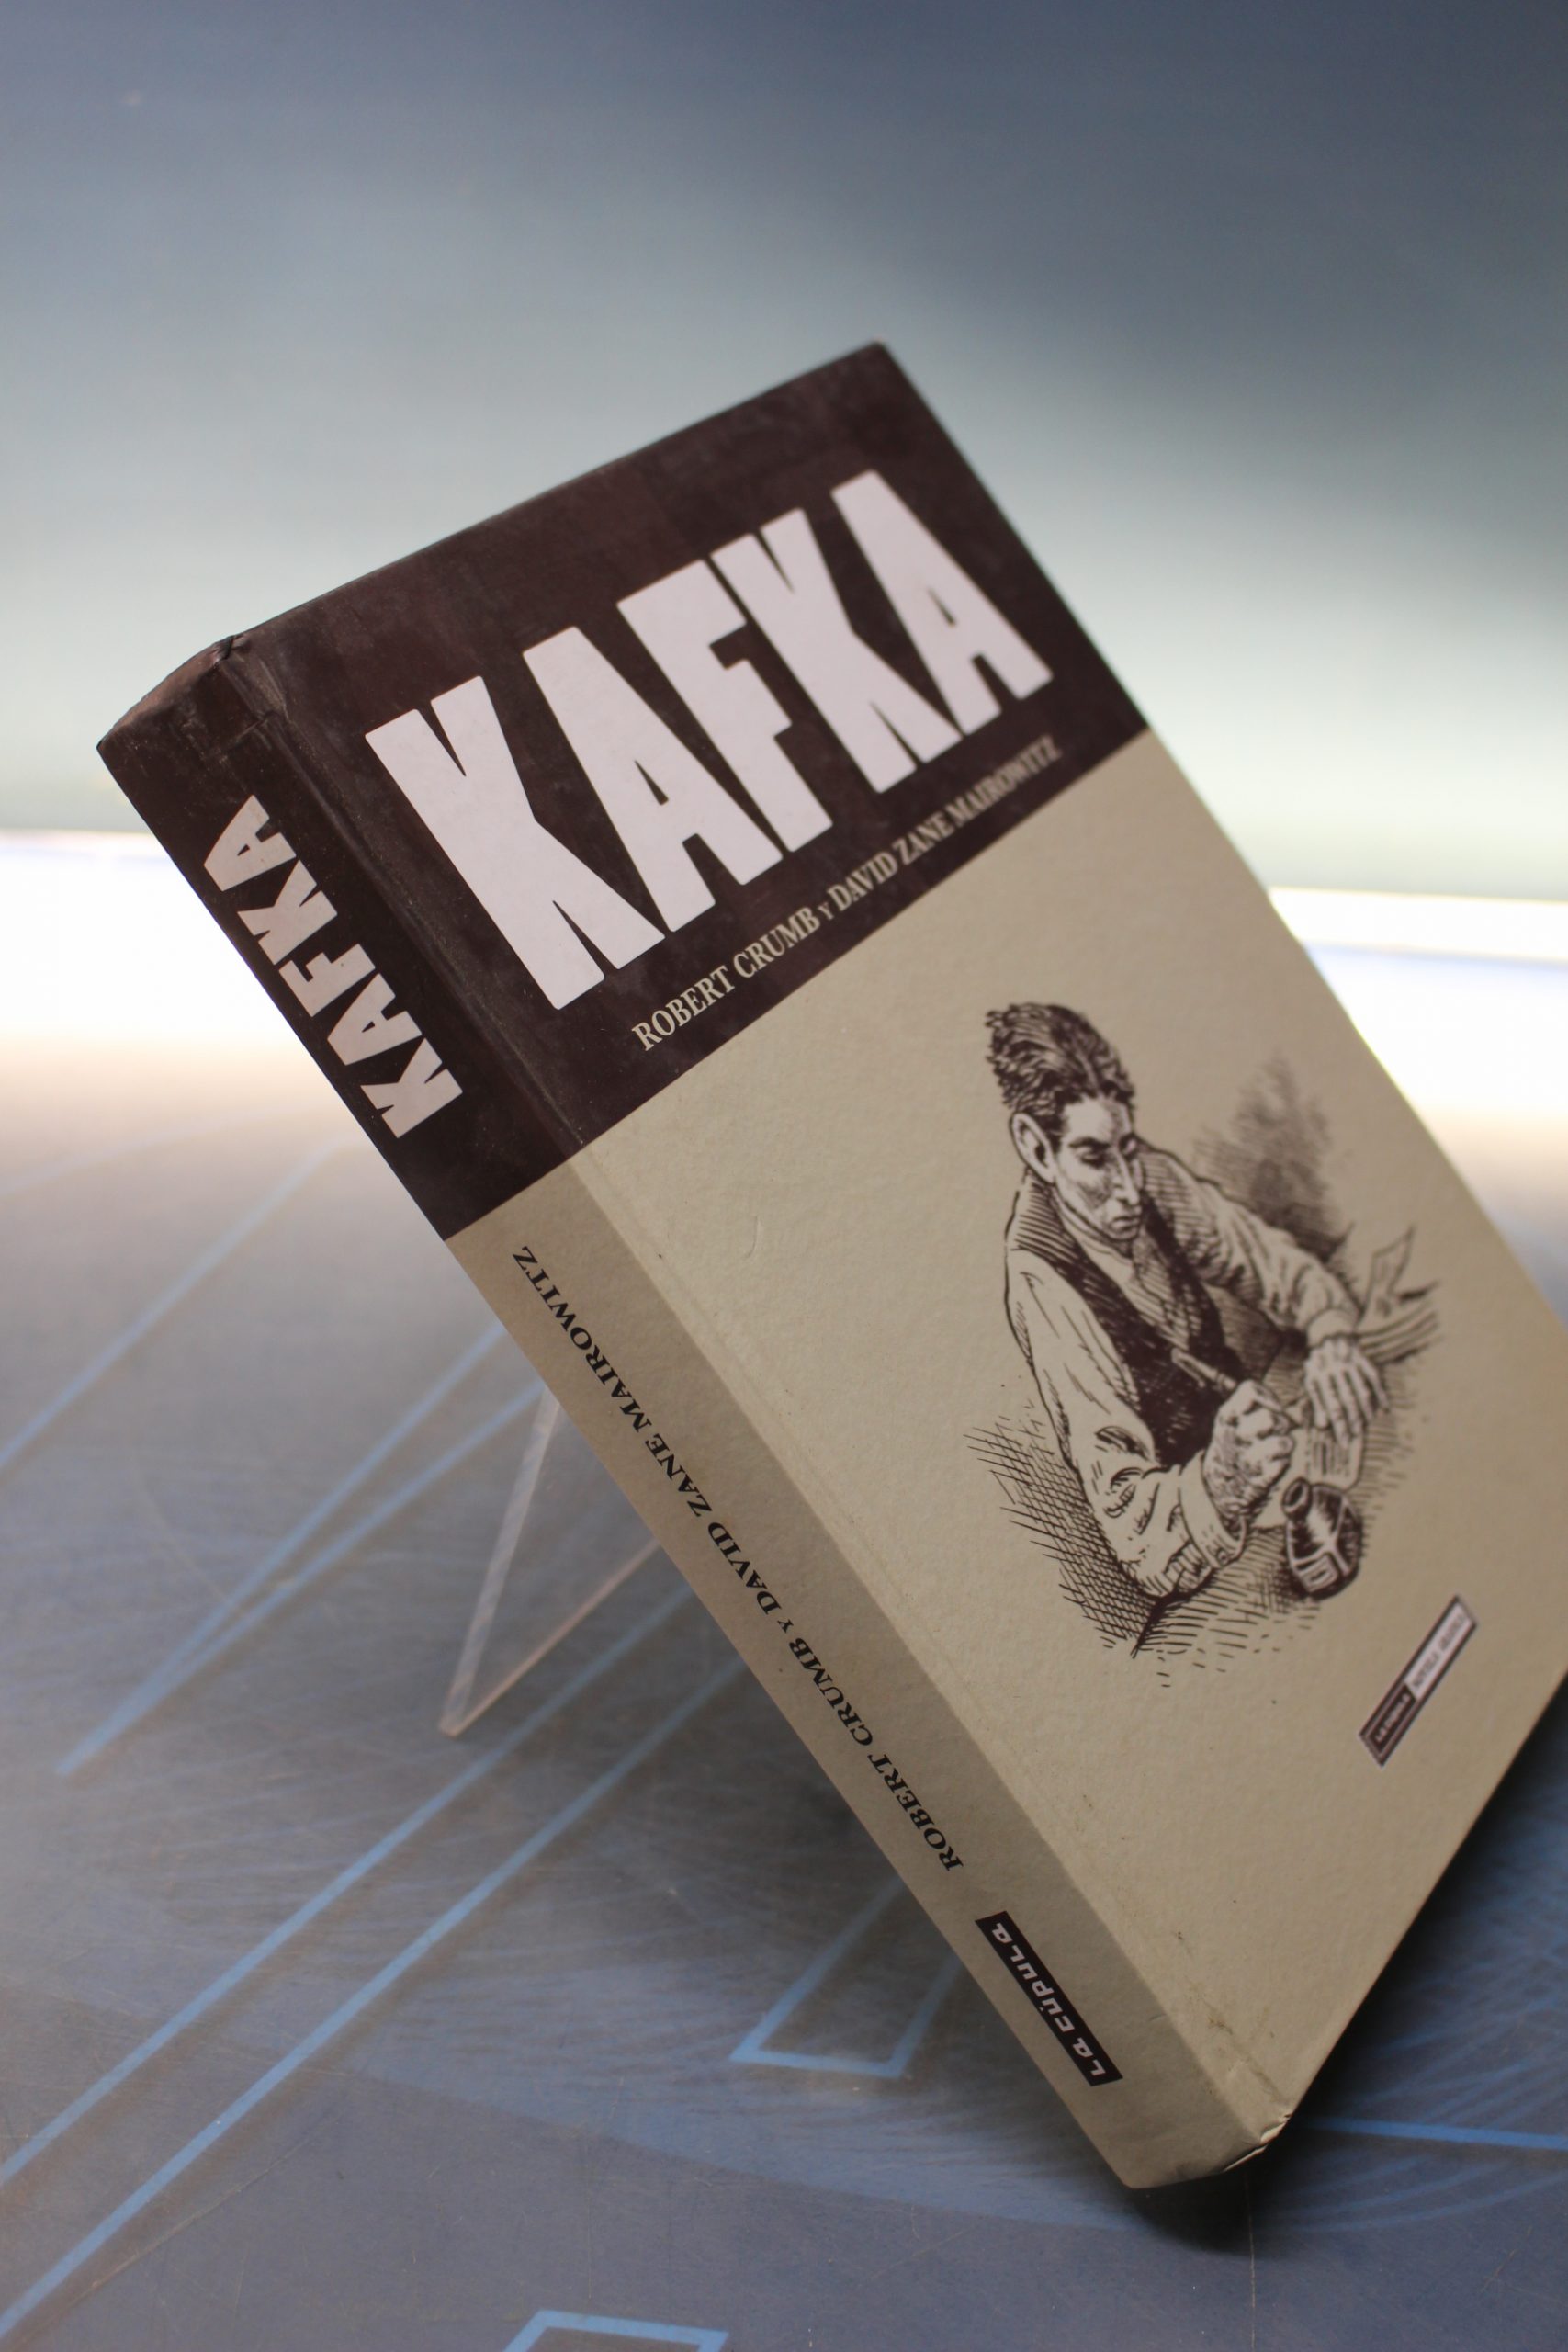 KAFKA
ROBERT CRUMB Y DAVID ZANE MAIROWITZ
KAFKA
ROBERT CRUMB Y DAVID ZANE MAIROWITZ
La CÚPULA